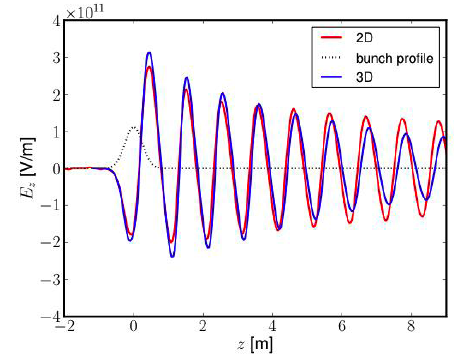 ×10¹¹
4
3
2
1
0
−1
−2
−3
−4
E_z [V/m]
2D
bunch profile
3D
−2 0 2 4 6 8
z [m]